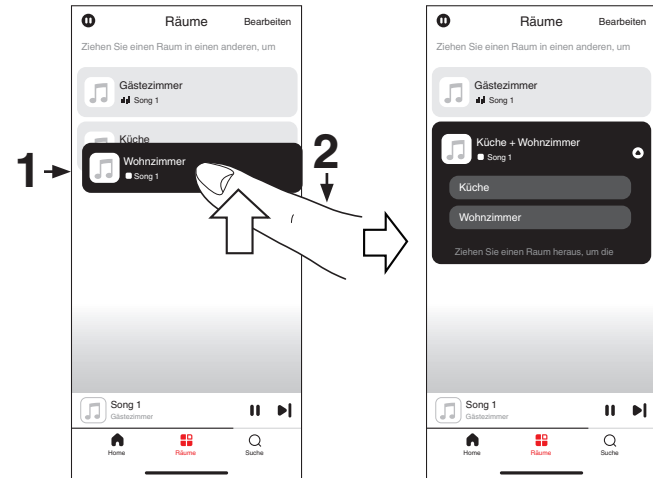 Räume
Bearbeiten
Ziehen Sie einen Raum in einen anderen, um
Gästezimmer
Song 1
Küche
Wohnzimmer
Song 1
1
2
Song 1
Gästezimmer
Home
Räume
Suche
Räume
Bearbeiten
Ziehen Sie einen Raum in einen anderen, um
Gästezimmer
Song 1
Küche + Wohnzimmer
Song 1
Küche
Wohnzimmer
Ziehen Sie einen Raum heraus, um die
Song 1
Gästezimmer
Home
Räume
Suche